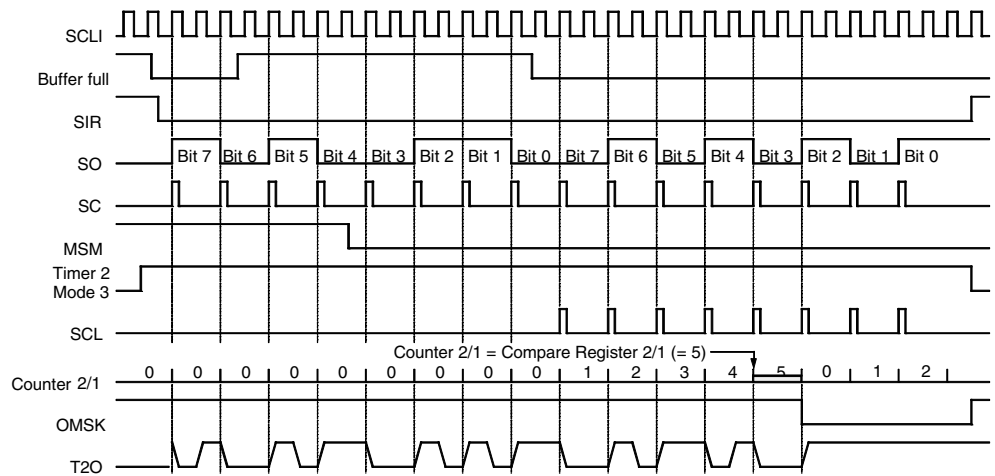 SCLI
Buffer full
SIR
SO
Bit 7 Bit 6 Bit 5 Bit 4 Bit 3 Bit 2 Bit 1 Bit 0 Bit 7 Bit 6 Bit 5 Bit 4 Bit 3 Bit 2 Bit 1 Bit 0
SC
MSM
Timer 2
Mode 3
SCL
Counter 2/1 = Compare Register 2/1 (= 5)
Counter 2/1
0 0 0 0 0 0 0 0 0 1 2 3 4 5 0 1 2
OMSK
T2O